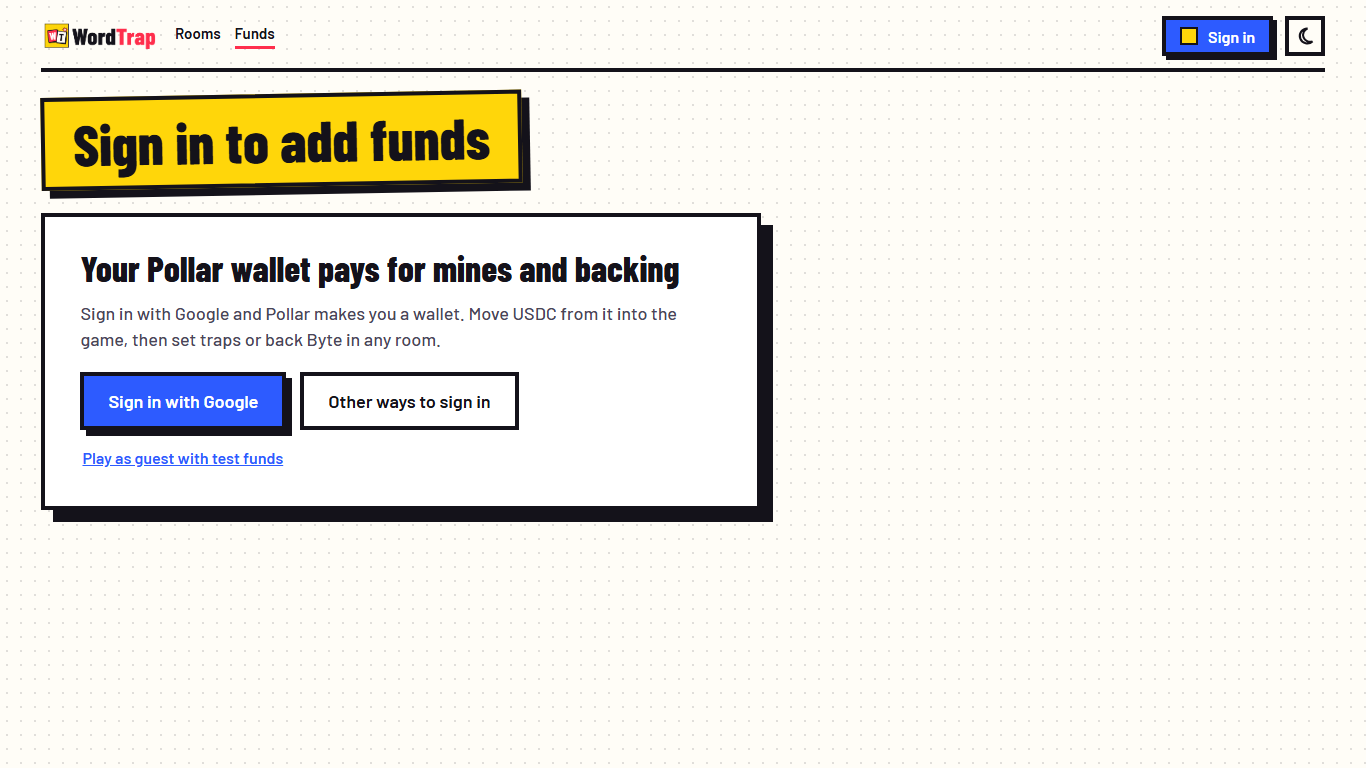 WT WordTrap Rooms Funds Sign in
Sign in to add funds
Your Pollar wallet pays for mines and backing
Sign in with Google and Pollar makes you a wallet. Move USDC from it into the
game, then set traps or back Byte in any room.
Sign in with Google Other ways to sign in
Play as guest with test funds